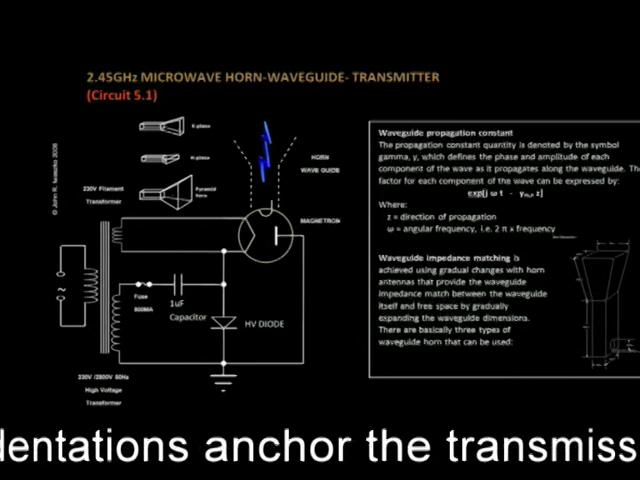 2.45GHz MICROWAVE HORN-WAVEGUIDE- TRANSMITTER
(Circuit 5.1)
E-plane
H-plane
Pyramid
Horns
HORN
WAVE GUIDE
230V Filament
Transformer
MAGNETRON
~
Fuse
800MA
1uF
Capacitor
HV DIODE
230V /2800V 50Hz
High Voltage
Transformer
Waveguide propagation constant
The propagation constant quantity is denoted by the symbol
gamma, γ, which defines the phase and amplitude of each
component of the wave as it propagates along the waveguide. The
factor for each component of the wave can be expressed by:
exp[j ω t - γm,n z]
Where:
z = direction of propagation
ω = angular frequency, i.e. 2 π x frequency
Waveguide impedance matching is
achieved using gradual changes with horn
antennas that provide the waveguide
impedance match between the waveguide
itself and free space by gradually
expanding the waveguide dimensions.
There are basically three types of
waveguide horn that can be used:
dentations anchor the transmiss